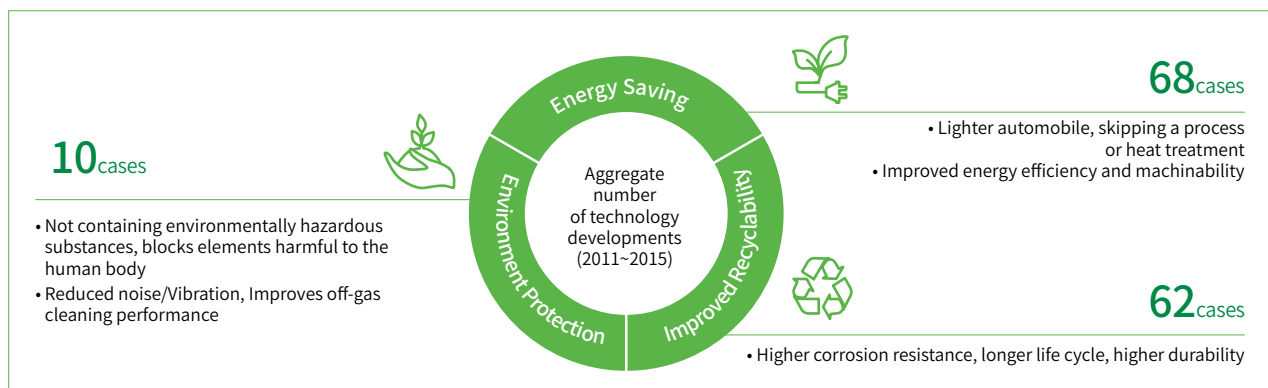 10cases
• Not containing environmentally hazardous
substances, blocks elements harmful to the
human body
• Reduced noise/Vibration, Improves off-gas
cleaning performance
Energy Saving
Environment Protection
Improved Recyclability
Aggregate
number
of technology
developments
(2011~2015)
68cases
• Lighter automobile, skipping a process
or heat treatment
• Improved energy efficiency and machinability
62cases
• Higher corrosion resistance, longer life cycle, higher durability